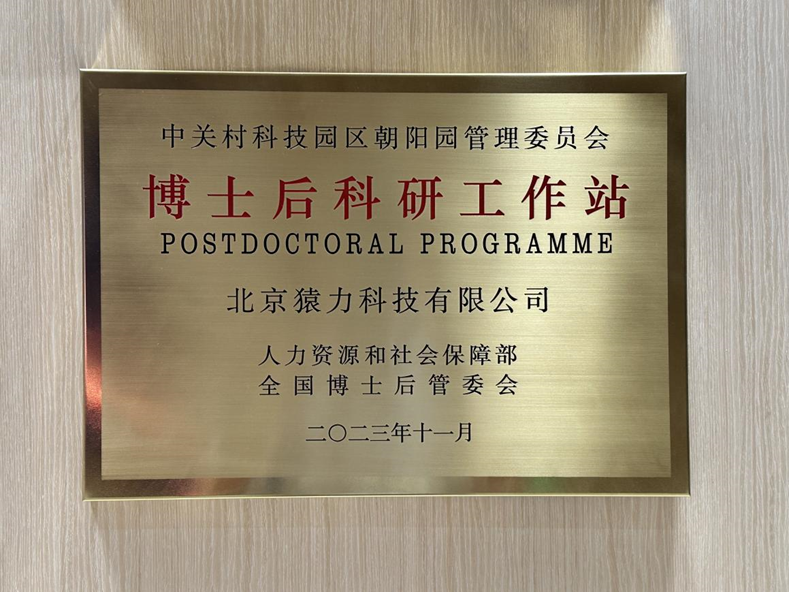 中关村科技园区朝阳园管理委员会
博士后科研工作站
POSTDOCTORAL PROGRAMME
北京猿力科技有限公司
人力资源和社会保障部
全国博士后管委会
二〇二三年十一月